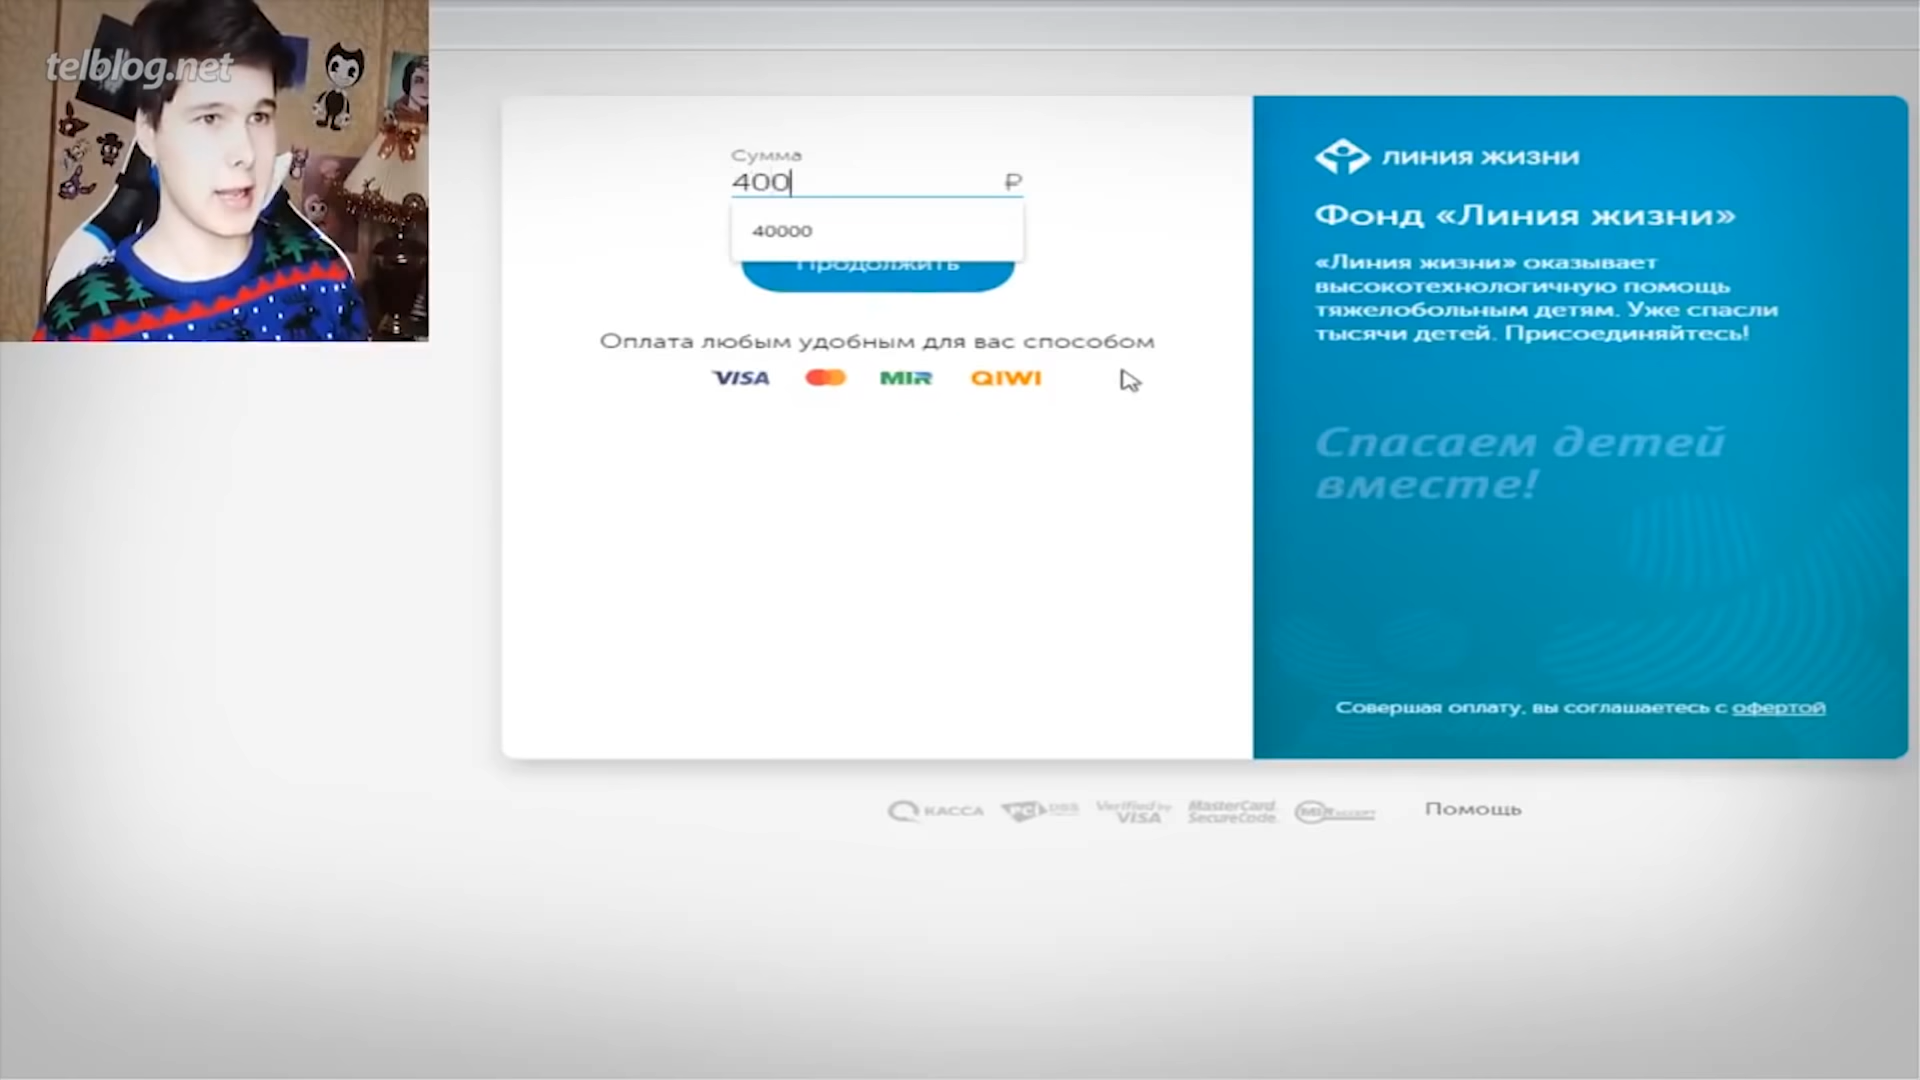 telblog.net
Сумма
400 ₽
40000
Продолжить
Оплата любым удобным для вас способом
VISA MIR QIWI
ЛИНИЯ ЖИЗНИ
Фонд «Линия жизни»
«Линия жизни» оказывает
высокотехнологичную помощь
тяжелобольным детям. Уже спасли
тысячи детей. Присоединяйтесь!
Спасаем детей
вместе!
Совершая оплату, вы соглашаетесь с офертой
КАССА
PCI DSS
Verified by
VISA
MasterCard.
SecureCode.
Помощь